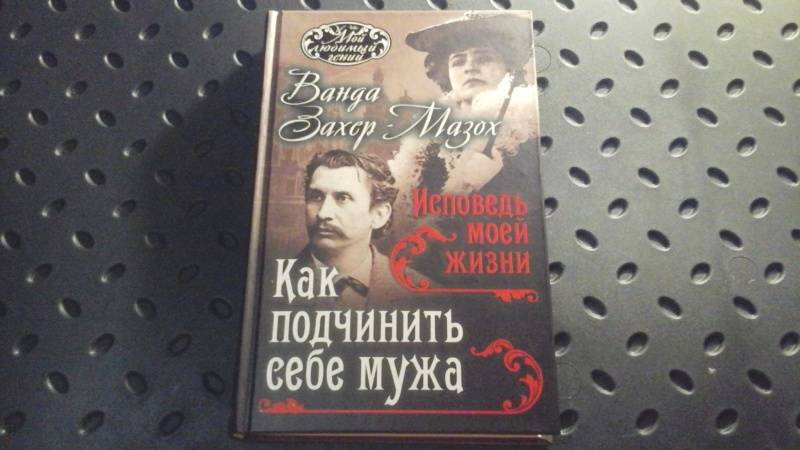 Мой
любимый
гений
Ванда
Захер-Мазох
Исповедь
моей
жизни
Как
подчинить
себе мужа